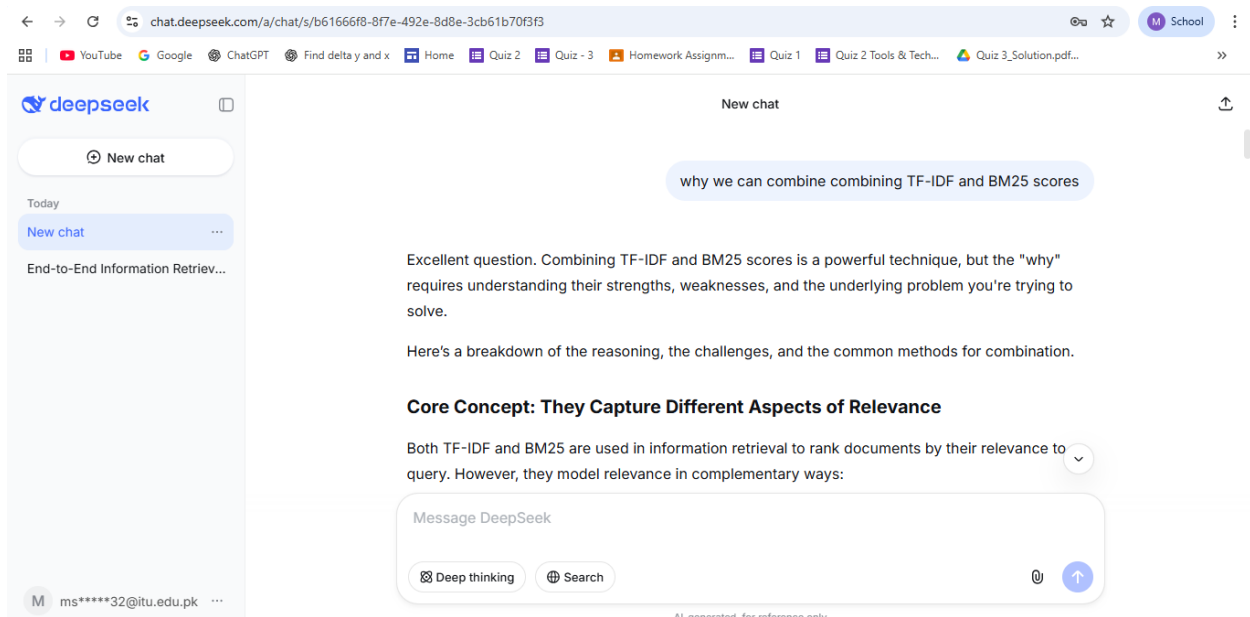 chat.deepseek.com/a/chat/s/b61666f8-8f7e-492e-8d8e-3cb61b70f3f3
M School
YouTube Google ChatGPT Find delta y and x Home Quiz 2 Quiz - 3 Homework Assignm... Quiz 1 Quiz 2 Tools & Tech... Quiz 3_Solution.pdf...
deepseek
New chat
New chat
Today
New chat
End-to-End Information Retriev...
why we can combine combining TF-IDF and BM25 scores
Excellent question. Combining TF-IDF and BM25 scores is a powerful technique, but the "why"
requires understanding their strengths, weaknesses, and the underlying problem you're trying to
solve.
Here's a breakdown of the reasoning, the challenges, and the common methods for combination.
Core Concept: They Capture Different Aspects of Relevance
Both TF-IDF and BM25 are used in information retrieval to rank documents by their relevance to
query. However, they model relevance in complementary ways:
Message DeepSeek
Deep thinking Search
M ms*****32@itu.edu.pk
AI-generated, for reference only